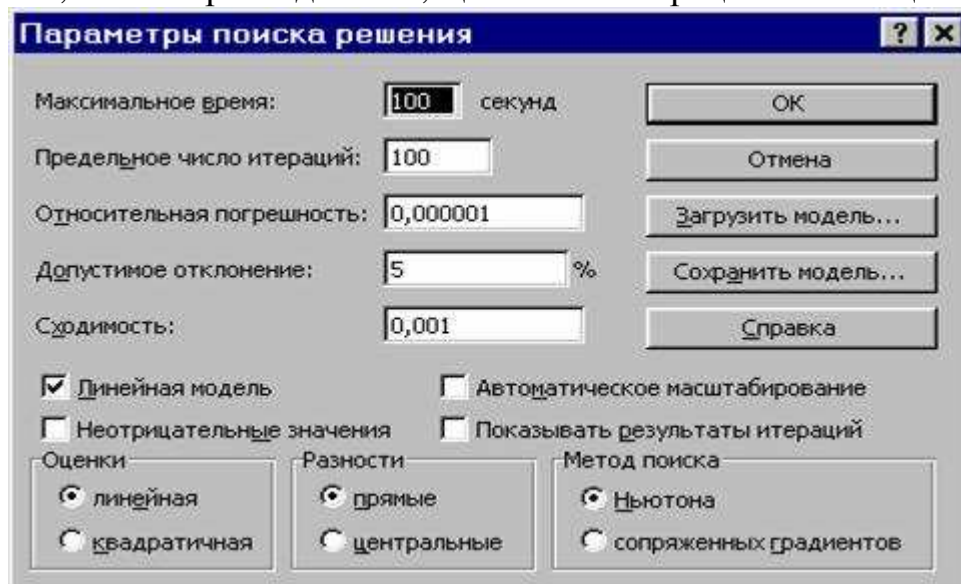 Параметры поиска решения ? ×
Максимальное время: 100 секунд ОК
Предельное число итераций: 100 Отмена
Относительная погрешность: 0,000001 Загрузить модель...
Допустимое отклонение: 5 % Сохранить модель...
Сходимость: 0,001 Справка
Линейная модель Автоматическое масштабирование
Неотрицательные значения Показывать результаты итераций
Оценки Разности Метод поиска
линейная прямые Ньютона
квадратичная центральные сопряженных градиентов